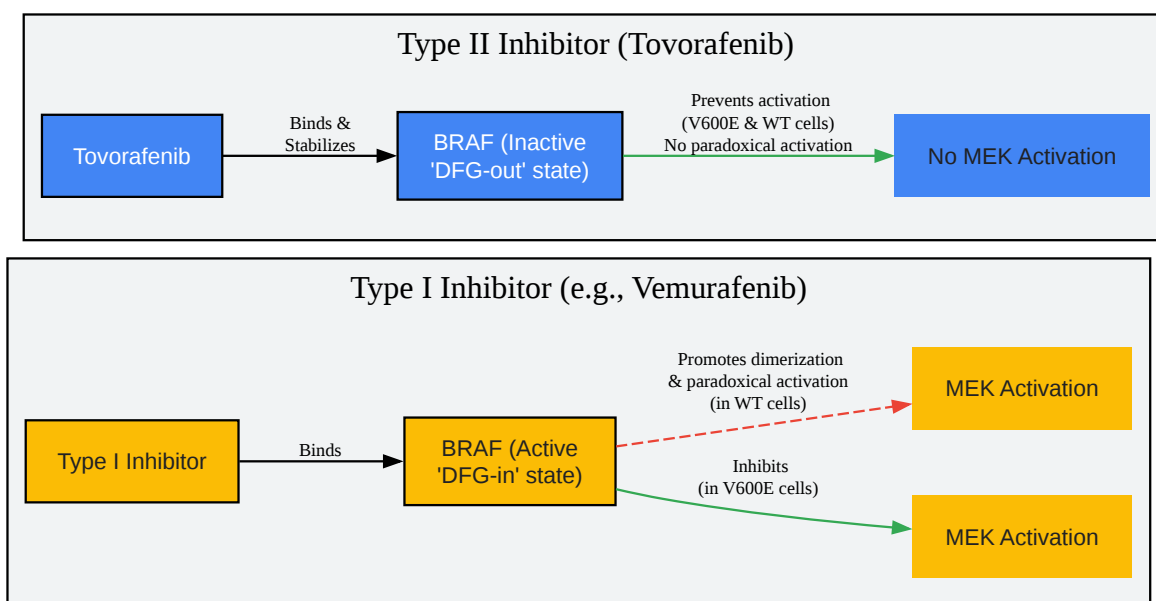 Type II Inhibitor (Tovorafenib)
Tovorafenib
Binds &
Stabilizes
BRAF (Inactive
'DFG-out' state)
Prevents activation
(V600E & WT cells)
No paradoxical activation
No MEK Activation
Type I Inhibitor (e.g., Vemurafenib)
Type I Inhibitor
Binds
BRAF (Active
'DFG-in' state)
Promotes dimerization
& paradoxical activation
(in WT cells)
MEK Activation
Inhibits
(in V600E cells)
MEK Activation